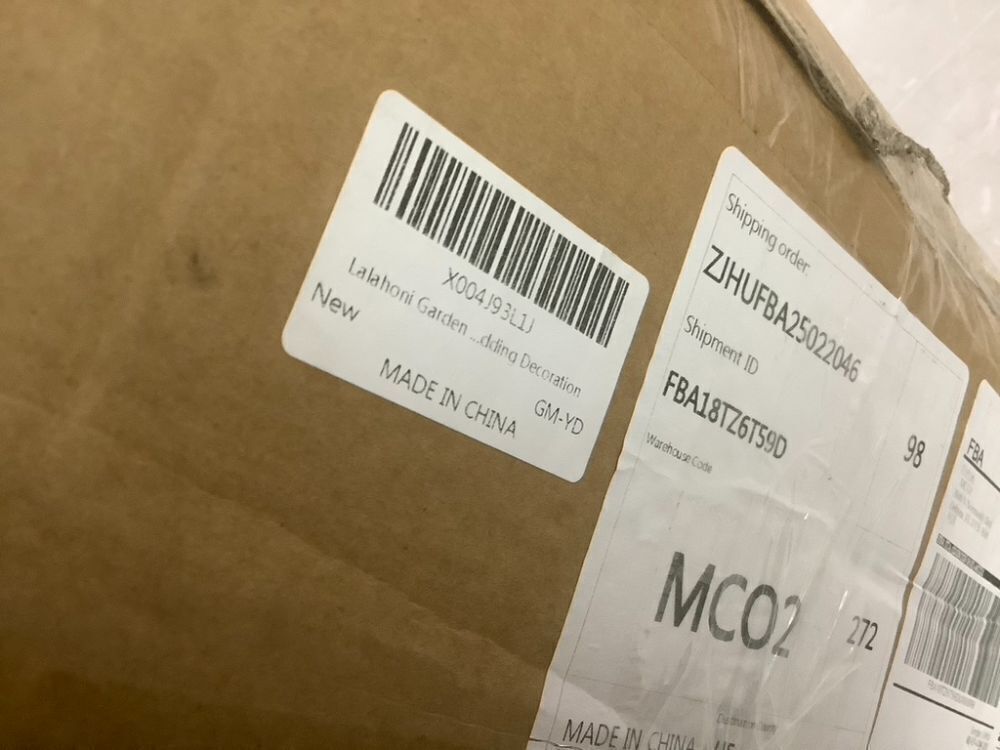 X004J93L1J
Lalahoni Garden ...dding Decoration
New
GM-YD
MADE IN CHINA
Shipping order:
ZJHUFBA25022046
Shipment ID
FBA18TZ6T59D
98
Warehouse Code
MCO2
272
MADE IN CHINA
FBA